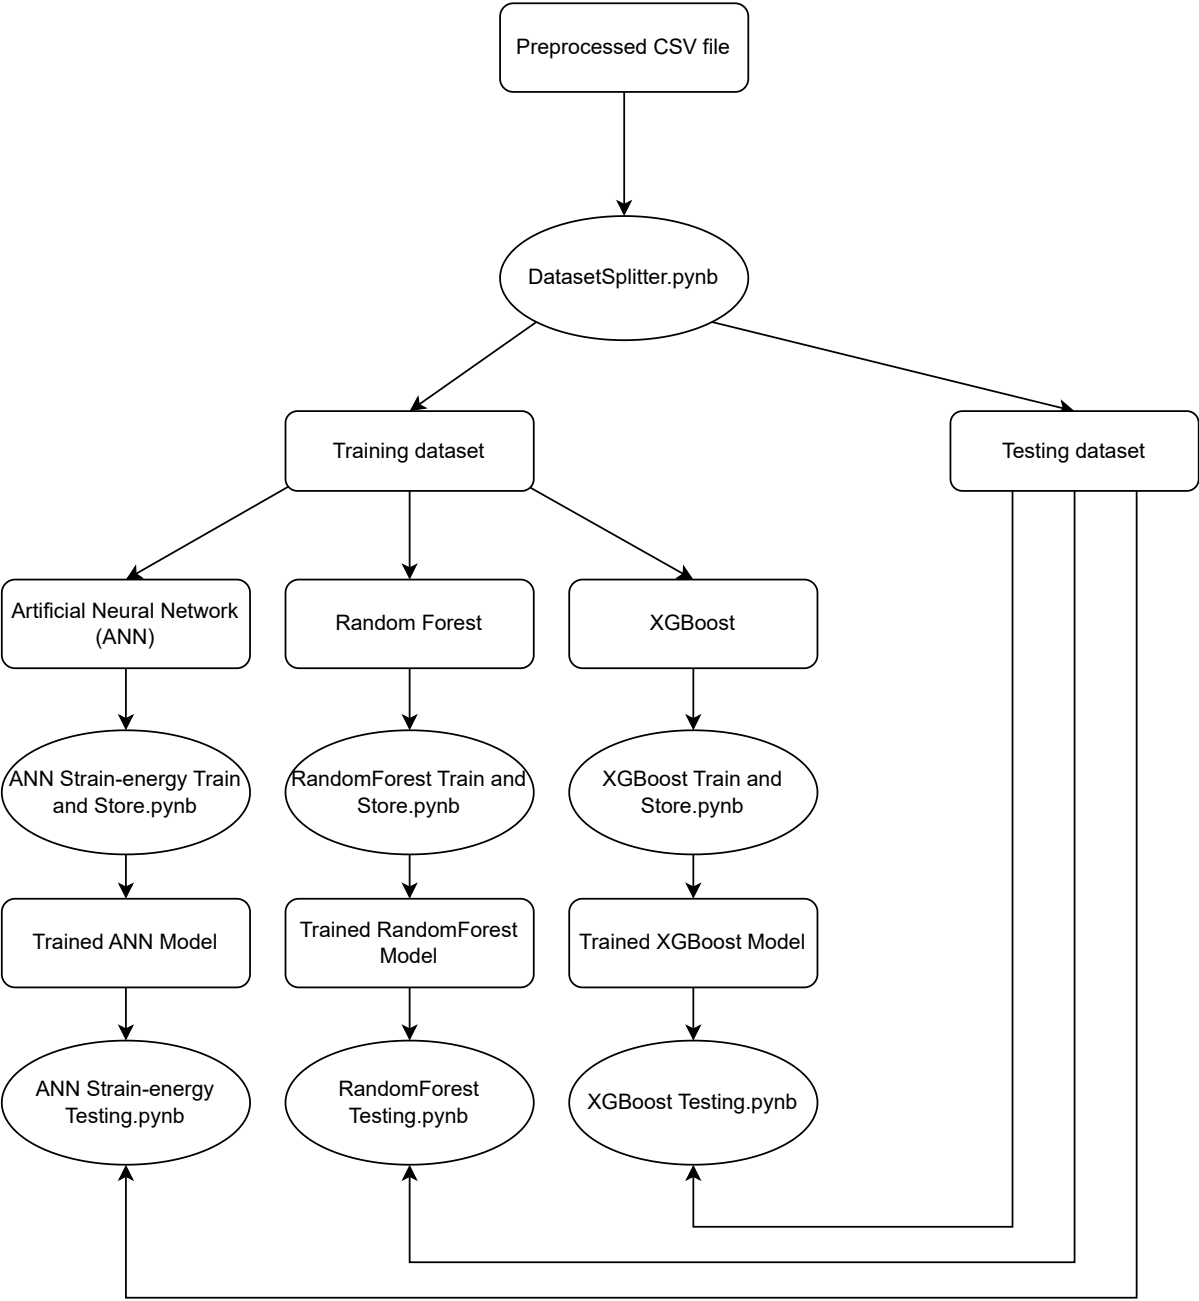 Preprocessed CSV file
DatasetSplitter.pynb
Training dataset
Testing dataset
Artificial Neural Network
(ANN)
Random Forest
XGBoost
ANN Strain-energy Train
and Store.pynb
RandomForest Train and
Store.pynb
XGBoost Train and
Store.pynb
Trained ANN Model
Trained RandomForest
Model
Trained XGBoost Model
ANN Strain-energy
Testing.pynb
RandomForest
Testing.pynb
XGBoost Testing.pynb